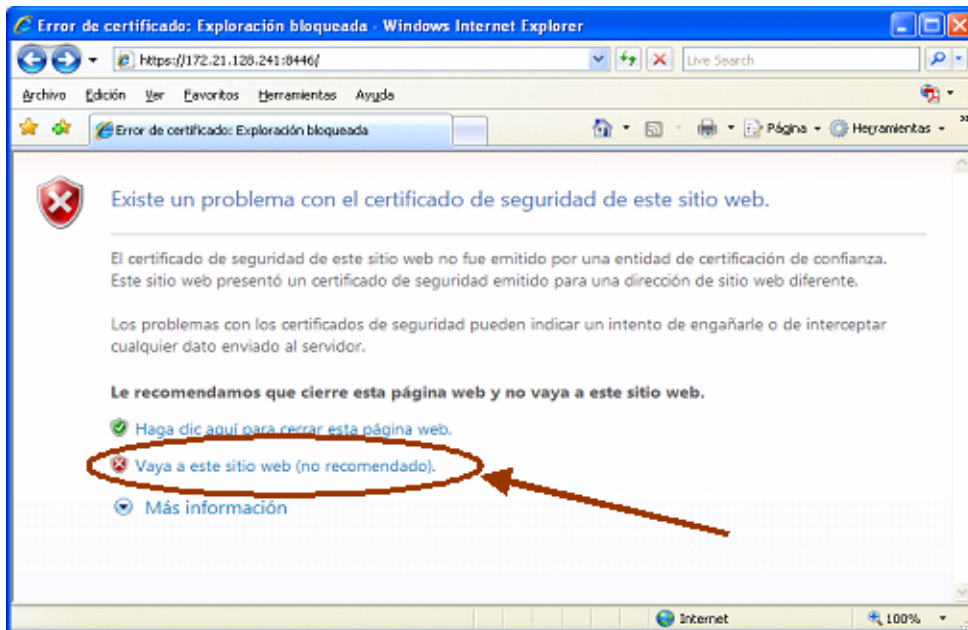 Error de certificado: Exploración bloqueada - Windows Internet Explorer
https://172.21.128.241:8446/
Live Search
Archivo Edición Ver Favoritos Herramientas Ayuda
Error de certificado: Exploración bloqueada
Página
Herramientas
Existe un problema con el certificado de seguridad de este sitio web.
El certificado de seguridad de este sitio web no fue emitido por una entidad de certificación de confianza.
Este sitio web presentó un certificado de seguridad emitido para una dirección de sitio web diferente.
Los problemas con los certificados de seguridad pueden indicar un intento de engañarle o de interceptar
cualquier dato enviado al servidor.
Le recomendamos que cierre esta página web y no vaya a este sitio web.
Haga clic aquí para cerrar esta página web.
Vaya a este sitio web (no recomendado).
Más información
Internet
100%